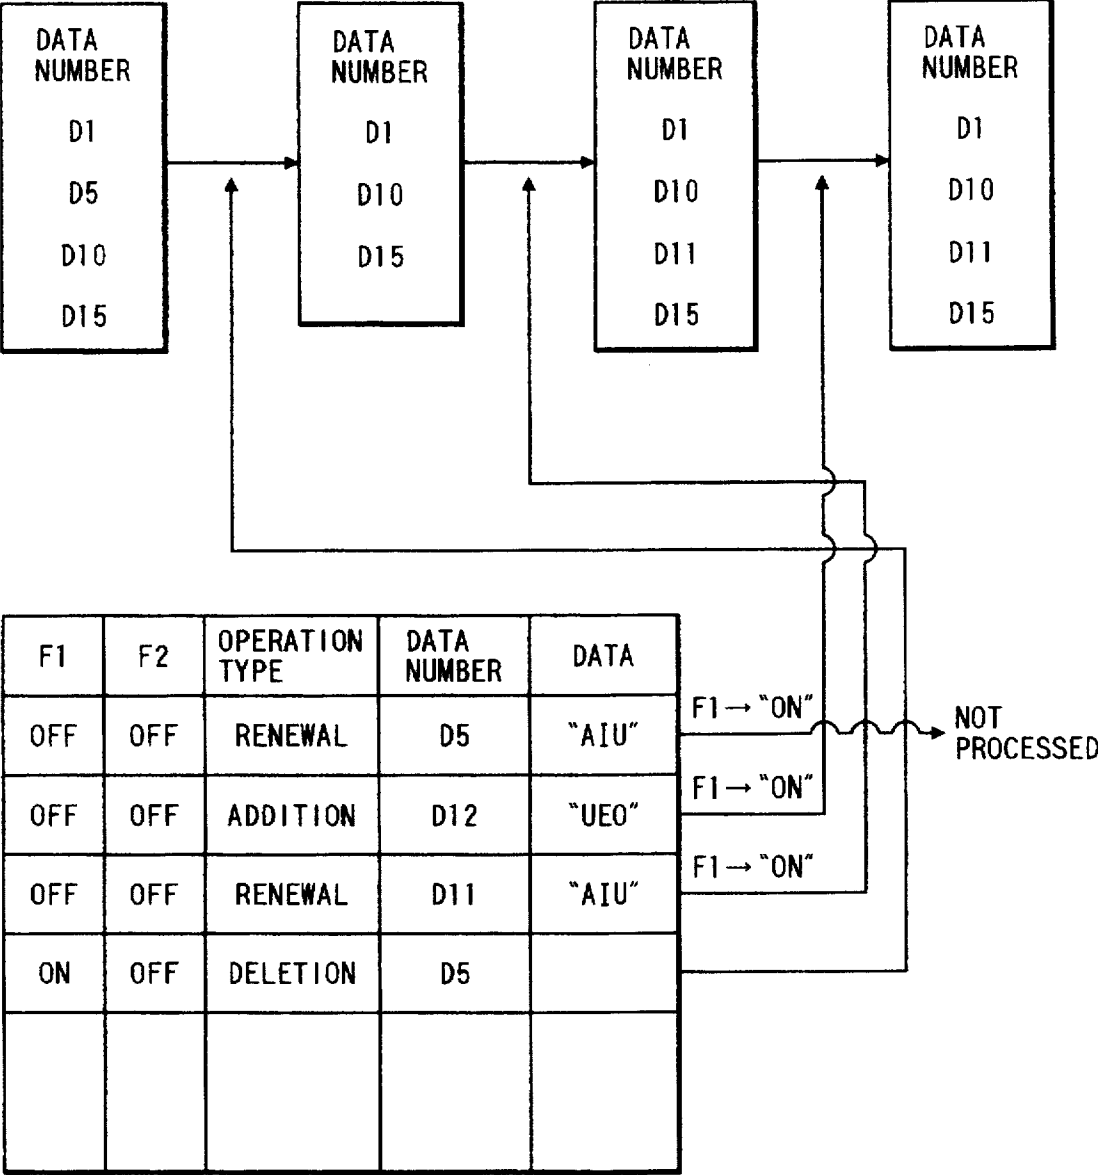 DATA
NUMBER
D1
D5
D10
D15
DATA
NUMBER
D1
D10
D15
DATA
NUMBER
D1
D10
D11
D15
DATA
NUMBER
D1
D10
D11
D15
F1 F2 OPERATION TYPE DATA NUMBER DATA
OFF OFF RENEWAL D5 "AIU"
F1→"ON"
NOT
PROCESSED
OFF OFF ADDITION D12 "UEO"
F1→"ON"
OFF OFF RENEWAL D11 "AIU"
F1→"ON"
ON OFF DELETION D5